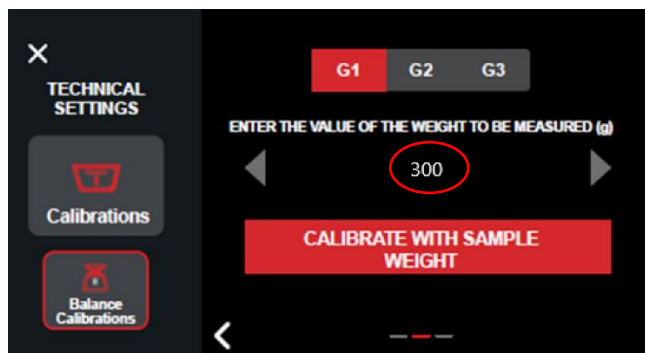 TECHNICAL
SETTINGS
Calibrations
Balance
Calibrations
G1 G2 G3
ENTER THE VALUE OF THE WEIGHT TO BE MEASURED (g)
300
CALIBRATE WITH SAMPLE
WEIGHT